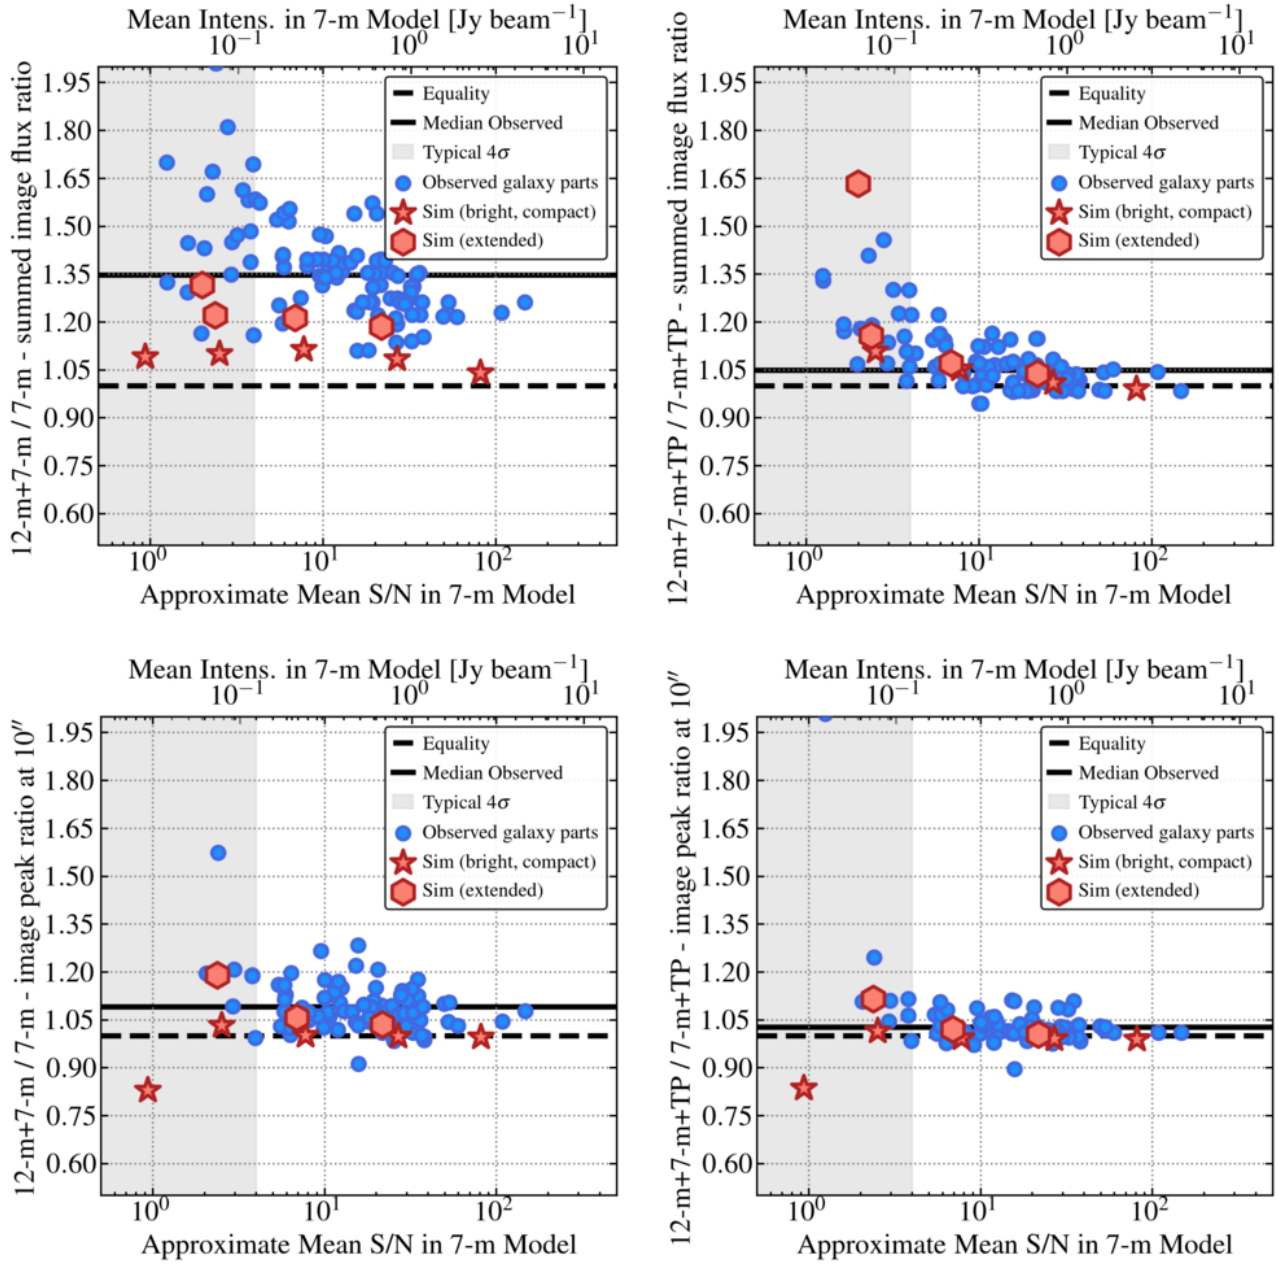 Mean Intens. in 7-m Model [Jy beam⁻¹]
10⁻¹ 10⁰ 10¹
12-m+7-m / 7-m - summed image flux ratio
1.95
1.80
1.65
1.50
1.35
1.20
1.05
0.90
0.75
0.60
Equality
Median Observed
Typical 4σ
Observed galaxy parts
Sim (bright, compact)
Sim (extended)
10⁰ 10¹ 10²
Approximate Mean S/N in 7-m Model
Mean Intens. in 7-m Model [Jy beam⁻¹]
10⁻¹ 10⁰ 10¹
12-m+7-m+TP / 7-m+TP - summed image flux ratio
1.95
1.80
1.65
1.50
1.35
1.20
1.05
0.90
0.75
0.60
Equality
Median Observed
Typical 4σ
Observed galaxy parts
Sim (bright, compact)
Sim (extended)
10⁰ 10¹ 10²
Approximate Mean S/N in 7-m Model
Mean Intens. in 7-m Model [Jy beam⁻¹]
10⁻¹ 10⁰ 10¹
12-m+7-m / 7-m - image peak ratio at 10″
1.95
1.80
1.65
1.50
1.35
1.20
1.05
0.90
0.75
0.60
Equality
Median Observed
Typical 4σ
Observed galaxy parts
Sim (bright, compact)
Sim (extended)
10⁰ 10¹ 10²
Approximate Mean S/N in 7-m Model
Mean Intens. in 7-m Model [Jy beam⁻¹]
10⁻¹ 10⁰ 10¹
12-m+7-m+TP / 7-m+TP - image peak ratio at 10″
1.95
1.80
1.65
1.50
1.35
1.20
1.05
0.90
0.75
0.60
Equality
Median Observed
Typical 4σ
Observed galaxy parts
Sim (bright, compact)
Sim (extended)
10⁰ 10¹ 10²
Approximate Mean S/N in 7-m Model